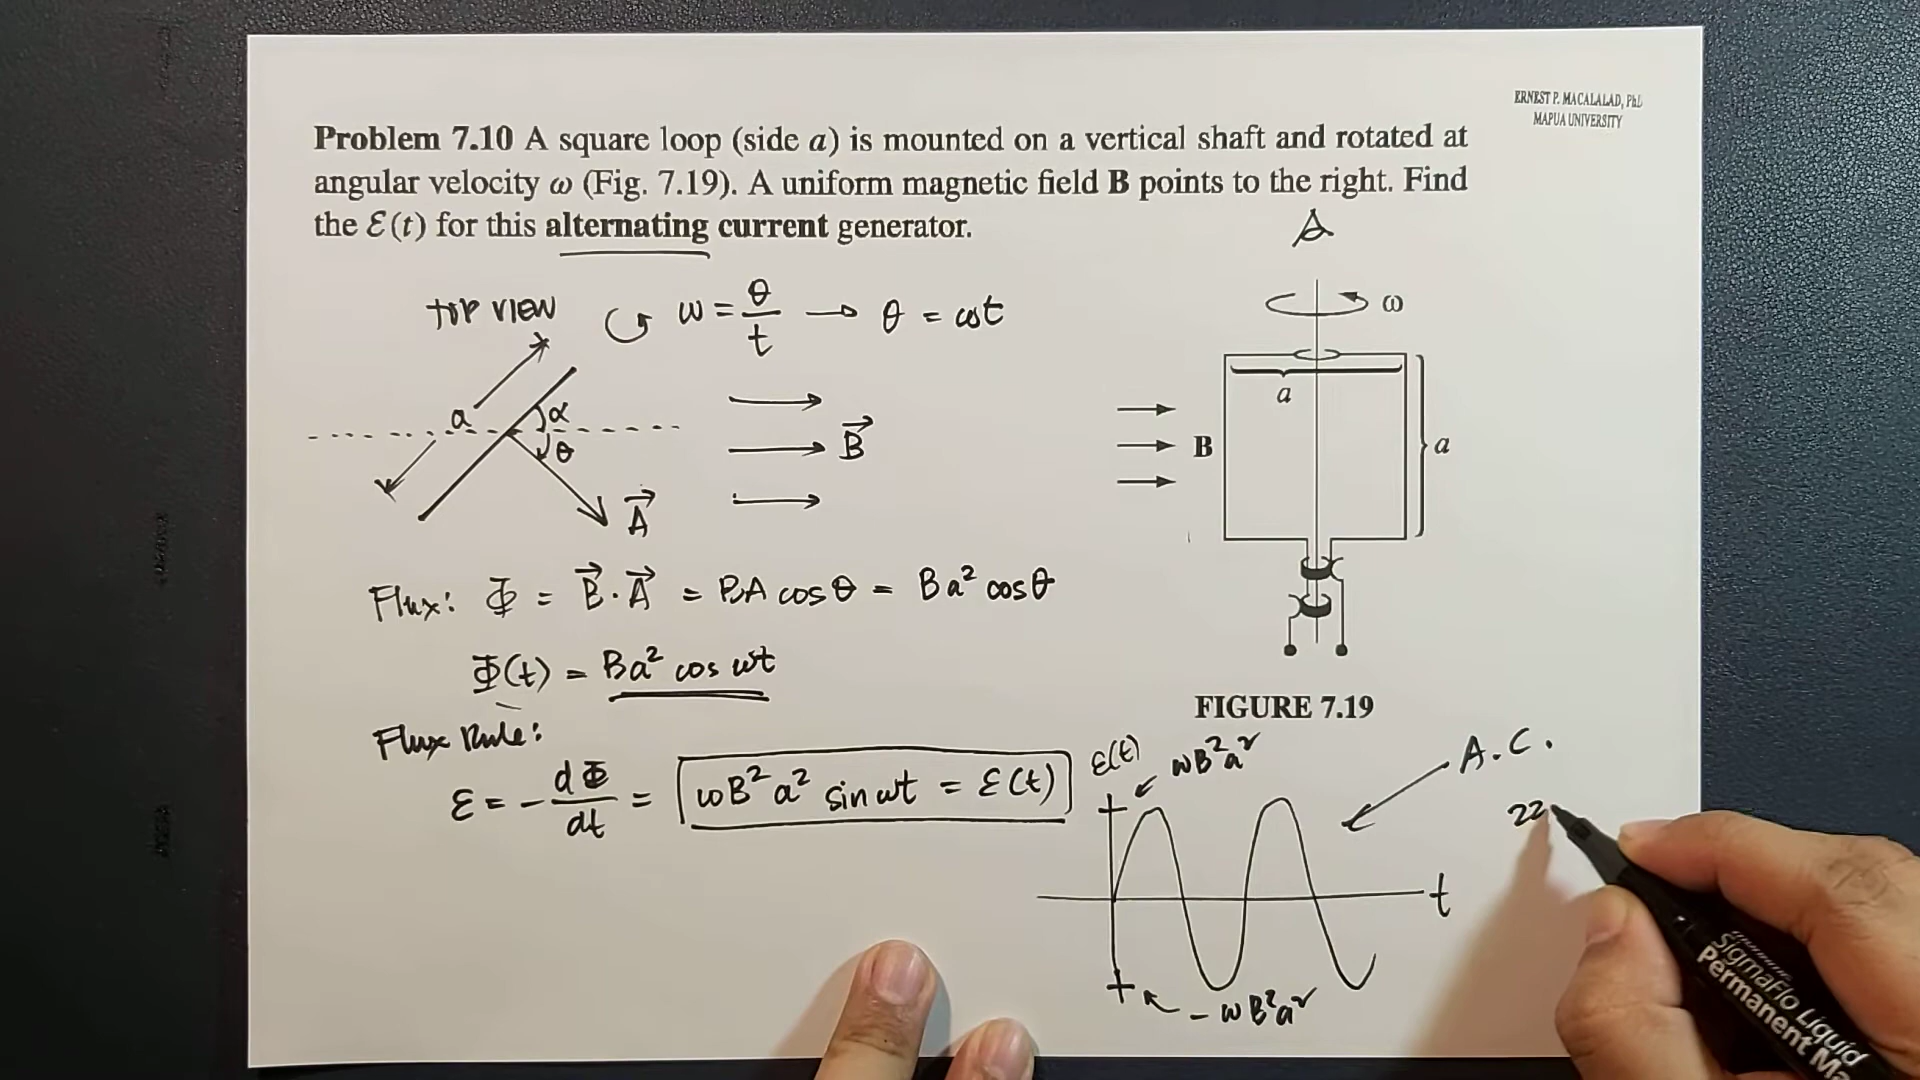 ERNEST P. MACALALAD, PhD
MAPUA UNIVERSITY
Problem 7.10 A square loop (side a) is mounted on a vertical shaft and rotated at
angular velocity ω (Fig. 7.19). A uniform magnetic field B points to the right. Find
the ℰ(t) for this alternating current generator.
TOP VIEW
ω = θ/t → θ = ωt
a
α
θ
A⃗
B⃗
ω
a
B
a
Flux: Φ = B⃗ · A⃗ = BA cos θ = Ba² cos θ
Φ(t) = Ba² cos ωt
FIGURE 7.19
Flux Rule:
ℰ = - dΦ/dt = ωB²a² sin ωt = ℰ(t)
ℰ(t)
ωB²a²
A.C.
22
t
- ωB²a²
SigmaFlo Liquid
Permanent Ma